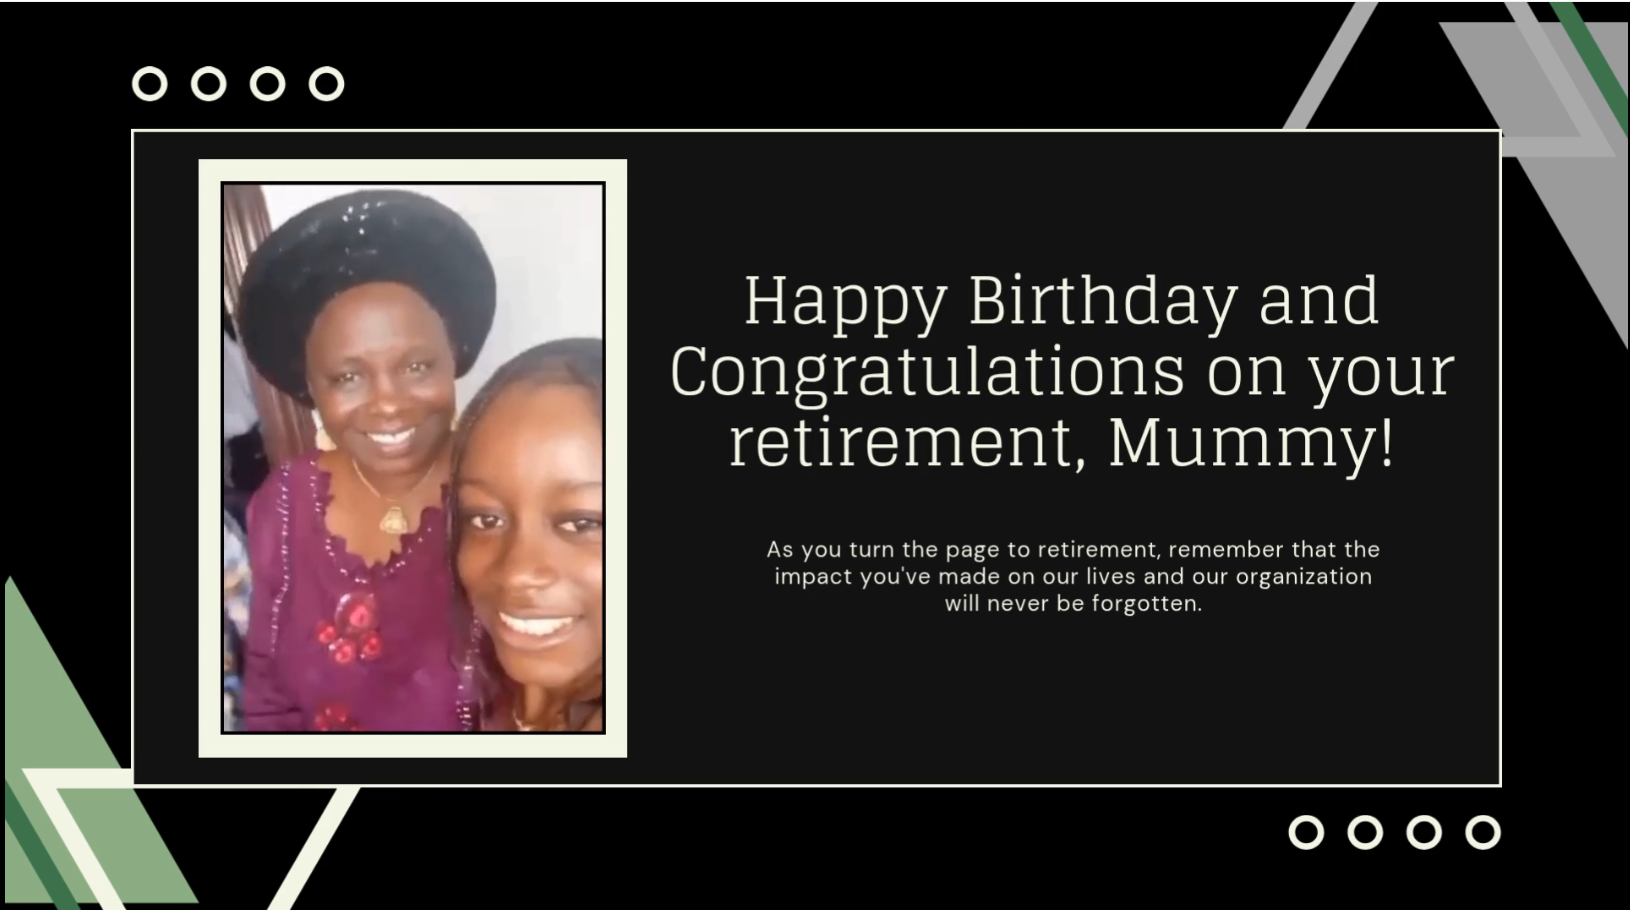 Happy Birthday and
Congratulations on your
retirement, Mummy!
As you turn the page to retirement, remember that the
impact you've made on our lives and our organization
will never be forgotten.